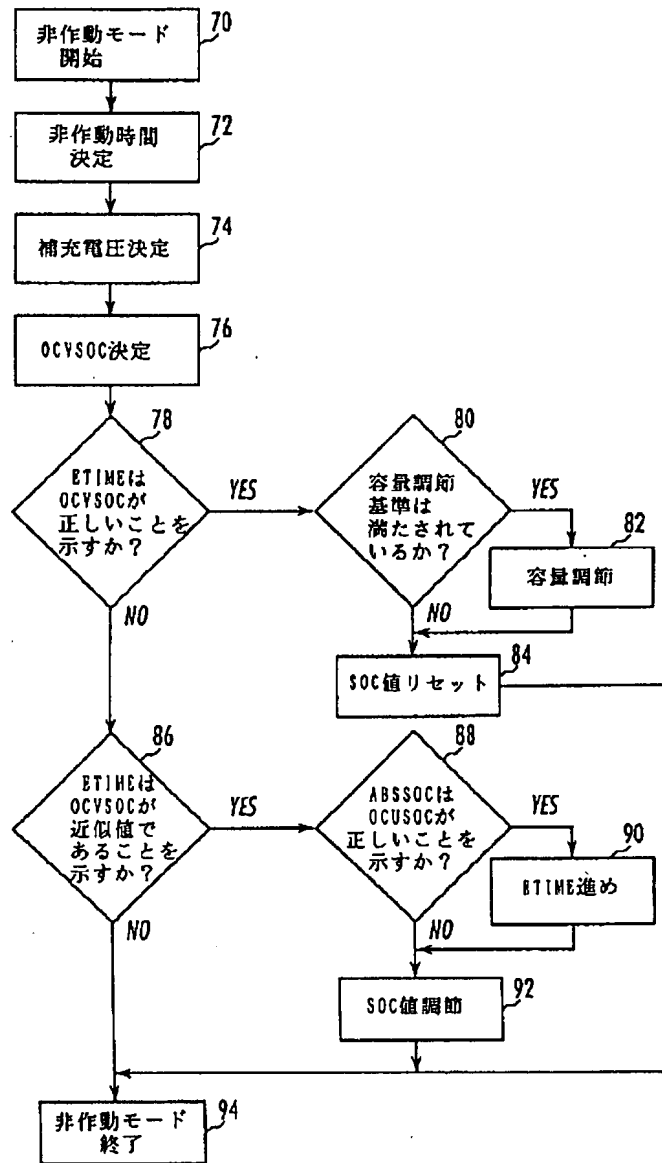 非作動モード
開始
70
非作動時間
決定
72
補充電圧決定
74
OCVSOC決定
76
78
ETIMEは
OCVSOCが
正しいことを
示すか？
YES
NO
80
容量調節
基準は
満たされて
いるか？
YES
NO
82
容量調節
SOC値リセット
84
86
ETIMEは
OCVSOCが
近似値で
あることを
示すか？
YES
NO
88
ABSSOCは
OCUSOCが
正しいことを
示すか？
YES
NO
90
ETIME進め
SOC値調節
92
非作動モード
終了
94